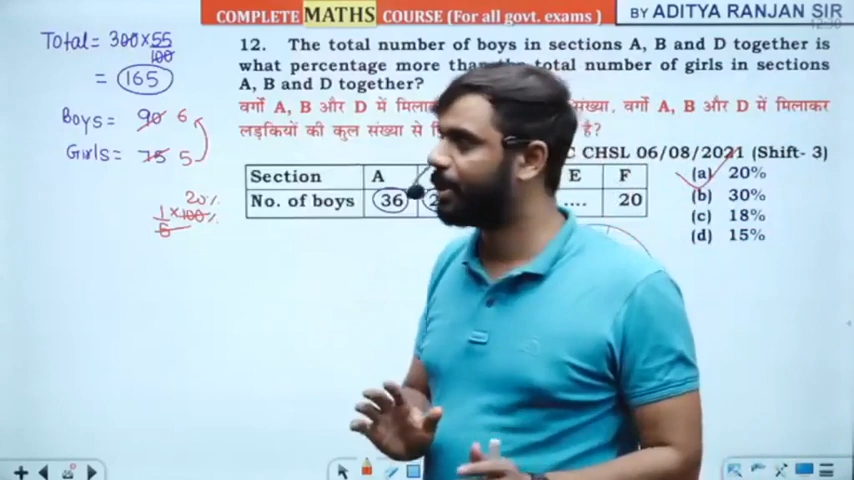 COMPLETE MATHS COURSE (For all govt. exams)
BY ADITYA RANJAN SIR
Total = 300 × 55
100
= 165
Boys = 90 6
Girls = 75 5
20%
1 × 100%
5
12. The total number of boys in sections A, B and D together is
what percentage more than the total number of girls in sections
A, B and D together?
वर्गों A, B और D में मिलाकर संख्या, वर्गों A, B और D में मिलाकर
लड़कियों की कुल संख्या से है?
CHSL 06/08/2021 (Shift- 3)
Section A E F
No. of boys 36 .... 20
(a) 20%
(b) 30%
(c) 18%
(d) 15%